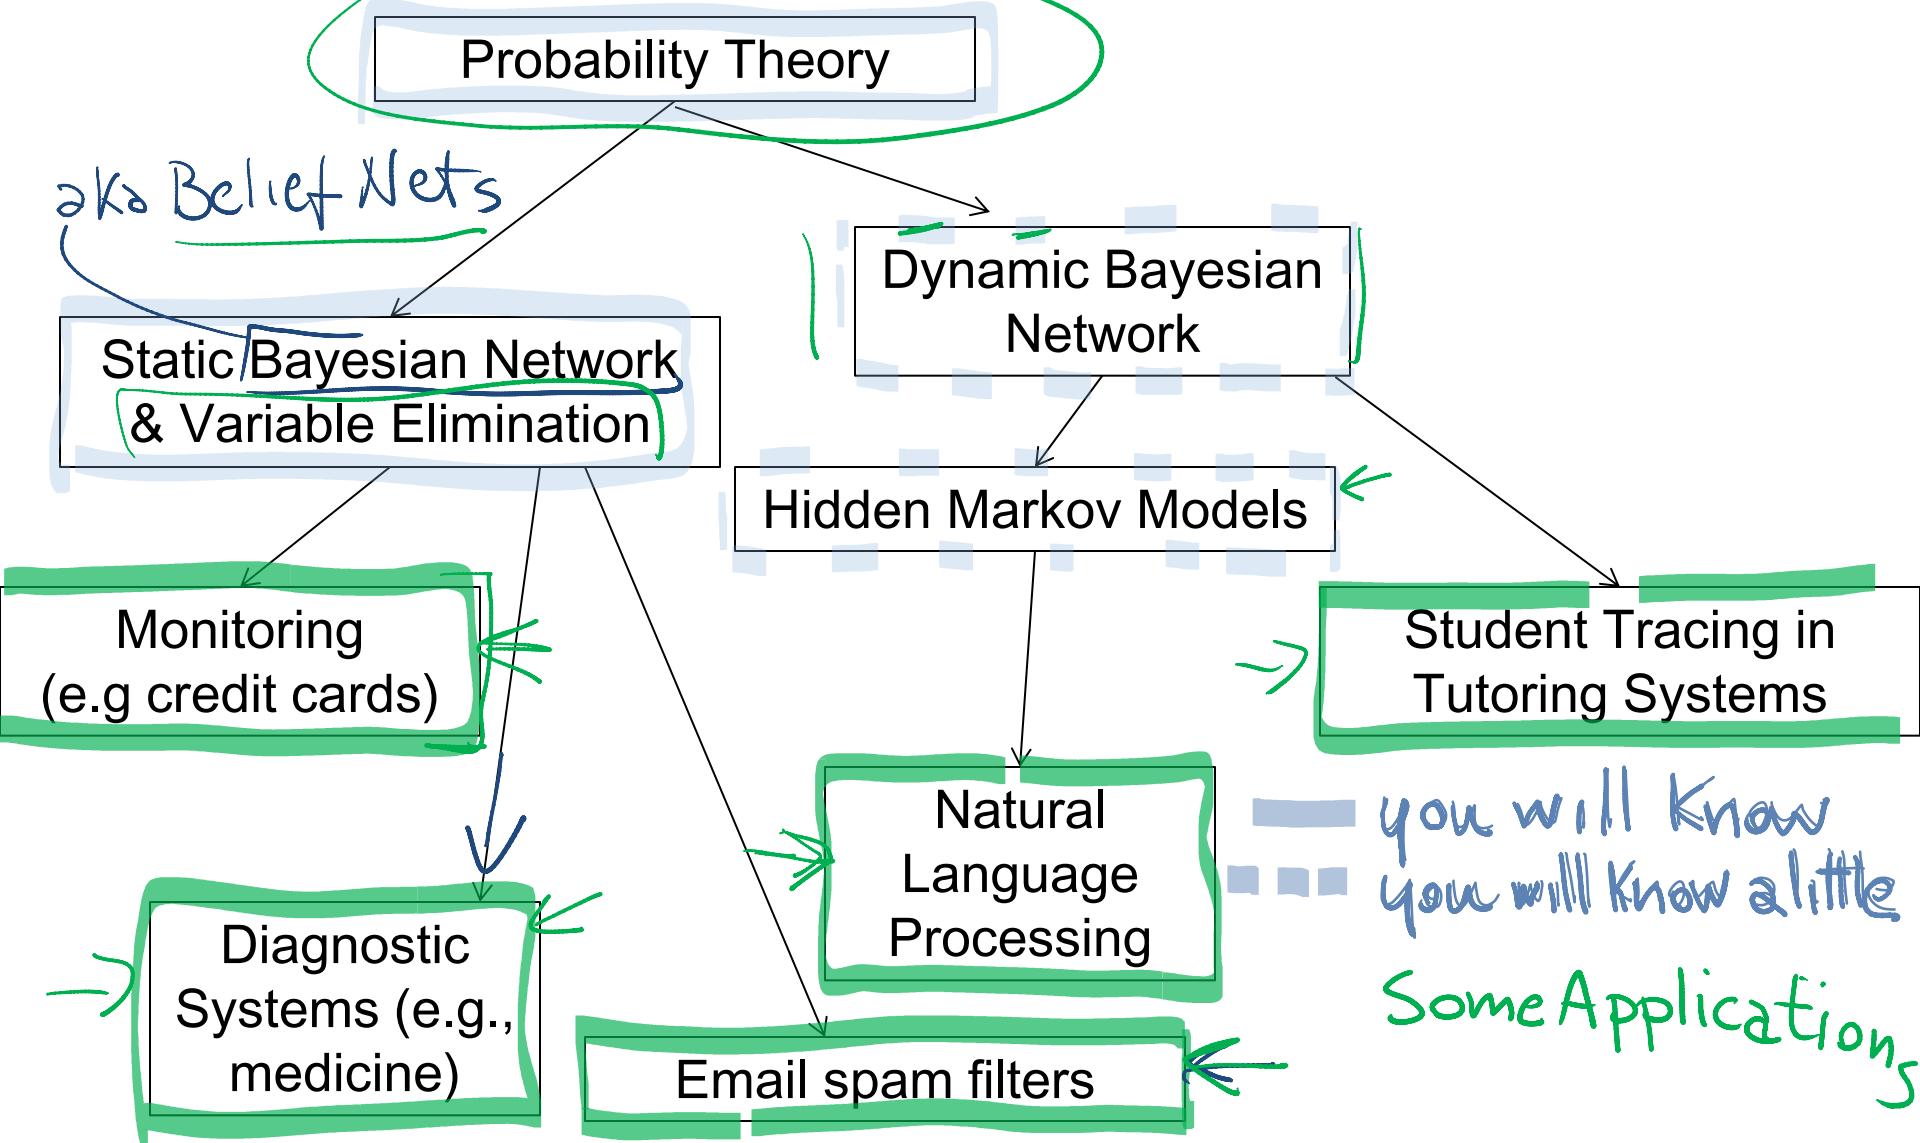 Probability Theory
aka Belief Nets
Dynamic Bayesian
Network
Static Bayesian Network
& Variable Elimination
Hidden Markov Models
Monitoring
(e.g credit cards)
Student Tracing in
Tutoring Systems
Natural
Language
Processing
you will know
you will know a little
Diagnostic
Systems (e.g.,
medicine)
Some Applications
Email spam filters